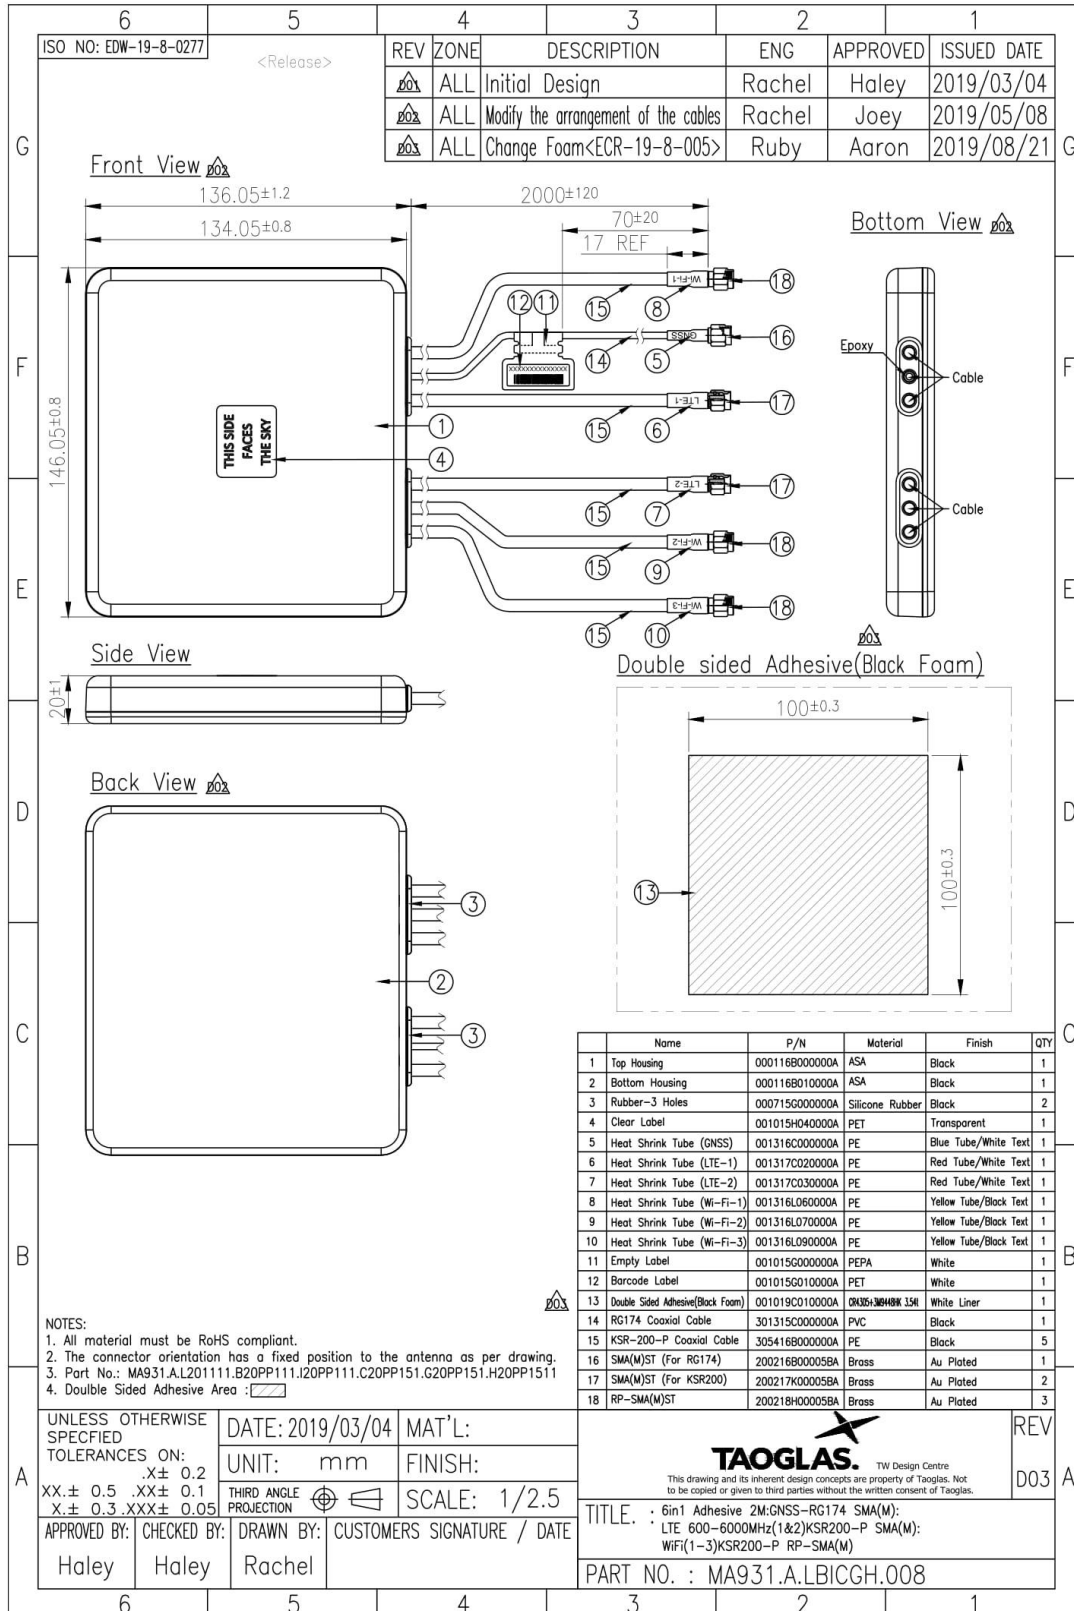 6 5 4 3 2 1
ISO NO: EDW-19-8-0277
<Release>
REV ZONE DESCRIPTION ENG APPROVED ISSUED DATE
D01 ALL Initial Design Rachel Haley 2019/03/04
D02 ALL Modify the arrangement of the cables Rachel Joey 2019/05/08
D03 ALL Change Foam<ECR-19-8-005> Ruby Aaron 2019/08/21
G G
Front View D02
136.05±1.2
134.05±0.8
2000±120
70±20
17 REF
Bottom View D02
146.05±0.8
F F
Wi-Fi-1
18
15 8
12 11
XXXXXXXXXXXXX
GNSS
16
14 5
LTE-1
17
15 6
1
THIS SIDE
FACES
THE SKY
4
LTE-2
17
15 7
Wi-Fi-2
18
15 9
Wi-Fi-3
18
15 10
Epoxy
Cable
Cable
E E
Side View
20±1
D03
Double sided Adhesive(Black Foam)
100±0.3
100±0.3
13
Back View D02
D D
3
2
3
C C
Name P/N Material Finish QTY
1 Top Housing 000116B000000A ASA Black 1
2 Bottom Housing 000116B010000A ASA Black 1
3 Rubber-3 Holes 000715G000000A Silicone Rubber Black 2
4 Clear Label 001015H040000A PET Transparent 1
5 Heat Shrink Tube (GNSS) 001316C000000A PE Blue Tube/White Text 1
6 Heat Shrink Tube (LTE-1) 001317C020000A PE Red Tube/White Text 1
7 Heat Shrink Tube (LTE-2) 001317C030000A PE Red Tube/White Text 1
8 Heat Shrink Tube (Wi-Fi-1) 001316L060000A PE Yellow Tube/Black Text 1
9 Heat Shrink Tube (Wi-Fi-2) 001316L070000A PE Yellow Tube/Black Text 1
10 Heat Shrink Tube (Wi-Fi-3) 001316L090000A PE Yellow Tube/Black Text 1
11 Empty Label 001015G000000A PEPA White 1
12 Barcode Label 001015G010000A PET White 1
13 Double Sided Adhesive(Black Foam) 001019C010000A White Liner 1
14 RG174 Coaxial Cable 301315C000000A PVC Black 1
15 KSR-200-P Coaxial Cable 305416B000000A PE Black 5
16 SMA(M)ST (For RG174) 200216B00005BA Brass Au Plated 1
17 SMA(M)ST (For KSR200) 200217K00005BA Brass Au Plated 2
18 RP-SMA(M)ST 200218H00005BA Brass Au Plated 3
B B
D03
NOTES:
1. All material must be RoHS compliant.
2. The connector orientation has a fixed position to the antenna as per drawing.
3. Part No.: MA931.A.L201111.B20PP111.I20PP111.C20PP151.G20PP151.H20PP1511
4. Doulble Sided Adhesive Area :
UNLESS OTHERWISE
SPECFIED
TOLERANCES ON:
.X± 0.2
XX.± 0.5 .XX± 0.1
X.± 0.3 .XXX± 0.05
DATE: 2019/03/04 MAT'L:
UNIT: mm FINISH:
THIRD ANGLE
PROJECTION
SCALE: 1/2.5
APPROVED BY: CHECKED BY: DRAWN BY: CUSTOMERS SIGNATURE / DATE
Haley Haley Rachel
A A
TAOGLAS. TW Design Centre
This drawing and its inherent design concepts are property of Taoglas. Not
to be copied or given to third parties without the written consent of Taoglas.
REV
D03
TITLE. : 6in1 Adhesive 2M:GNSS-RG174 SMA(M):
LTE 600-6000MHz(1&2)KSR200-P SMA(M):
WiFi(1-3)KSR200-P RP-SMA(M)
PART NO. : MA931.A.LBICGH.008
6 5 4 3 2 1